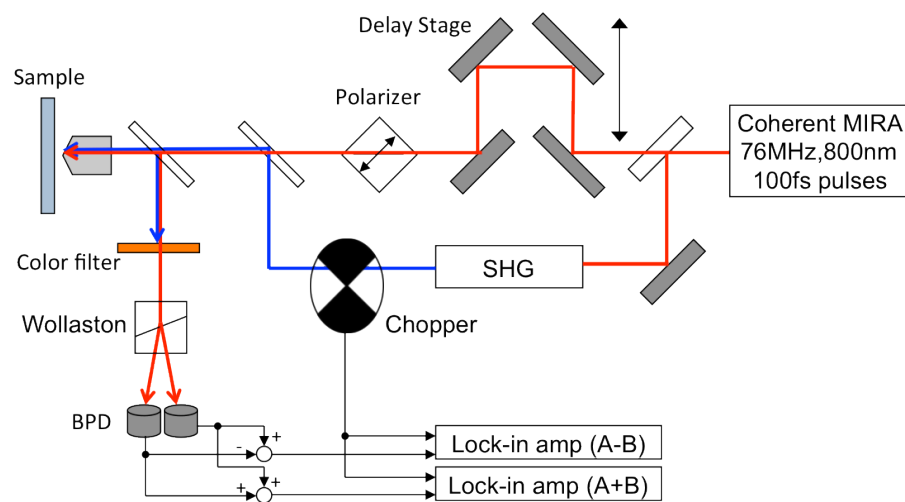 Delay Stage
Sample
Polarizer
Coherent MIRA
76MHz,800nm
100fs pulses
Color filter
SHG
Wollaston
Chopper
BPD
+
-
Lock-in amp (A-B)
+
+
Lock-in amp (A+B)